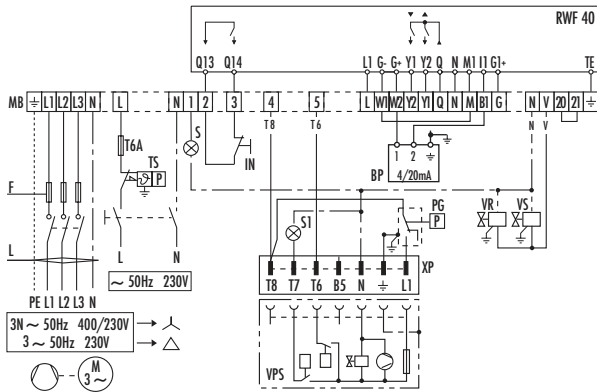 RWF 40
Q13 Q14 L1 G- G+ Y1 Y2 Q N M1 I1 G1+ TE
MB L1 L2 L3 N L N 1 2 3 4 5 L W1 W2 Y2 Y1 Q N M B1 G N V 20 21
T8 T6 N V
T6A S
TS P IN
1 2
BP 4/20mA
F
S1 PG P VR VS
L L N
XP
~ 50Hz 230V
T8 T7 T6 B5 N L1
PE L1 L2 L3 N
3N ~ 50Hz 400/230V
3 ~ 50Hz 230V
VPS
M
3~